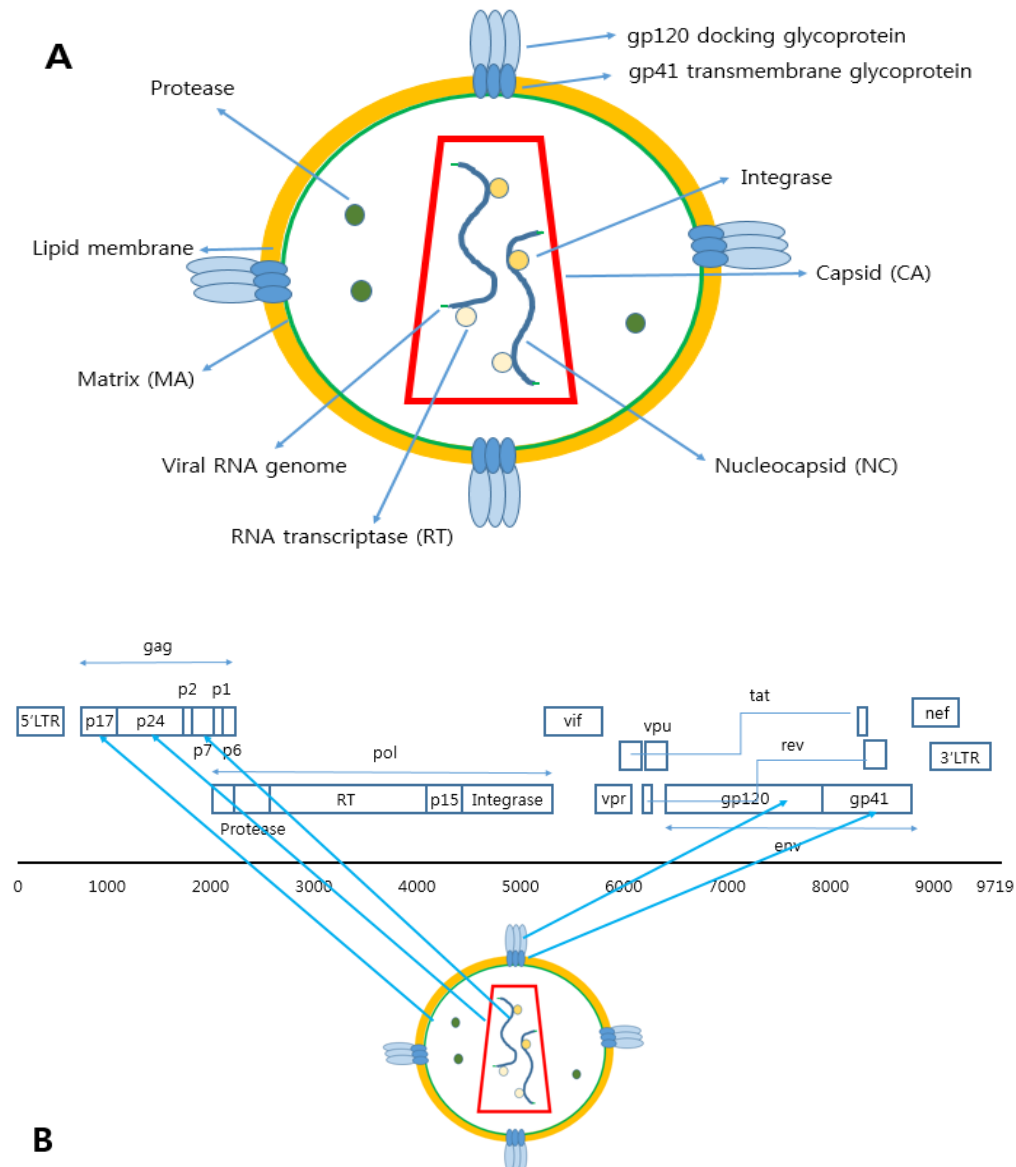 A
gp120 docking glycoprotein
gp41 transmembrane glycoprotein
Protease
Integrase
Lipid membrane
Capsid (CA)
Matrix (MA)
Viral RNA genome
Nucleocapsid (NC)
RNA transcriptase (RT)
gag
p2 p1
tat
5'LTR p17 p24 vif vpu nef
p7 p6 pol rev 3'LTR
RT p15 Integrase vpr gp120 gp41
Protease
env
0 1000 2000 3000 4000 5000 6000 7000 8000 9000 9719
B